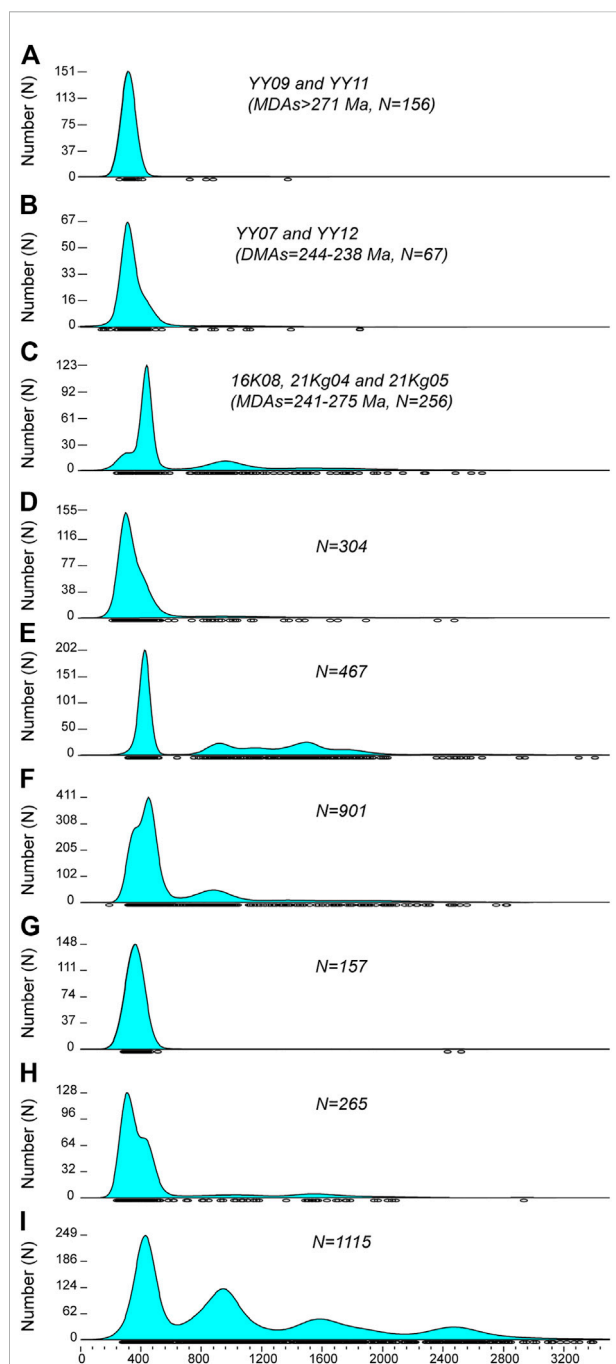 A
Number (N)
151
113
75
37
0
YY09 and YY11
(MDAs>271 Ma, N=156)
B
Number (N)
67
50
33
16
0
YY07 and YY12
(DMAs=244-238 Ma, N=67)
C
Number (N)
123
92
61
30
0
16K08, 21Kg04 and 21Kg05
(MDAs=241-275 Ma, N=256)
D
Number (N)
155
116
77
38
0
N=304
E
Number (N)
202
151
101
50
0
N=467
F
Number (N)
411
308
205
102
0
N=901
G
Number (N)
148
111
74
37
0
N=157
H
Number (N)
128
96
64
32
0
N=265
I
Number (N)
249
186
124
62
0
N=1115
0 400 800 1200 1600 2000 2400 2800 3200